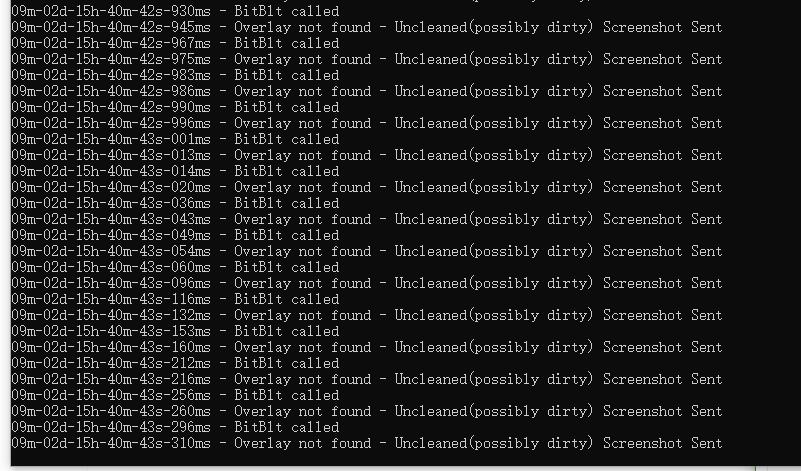 09m-02d-15h-40m-42s-930ms - BitBlt called
09m-02d-15h-40m-42s-945ms - Overlay not found - Uncleaned(possibly dirty) Screenshot Sent
09m-02d-15h-40m-42s-967ms - BitBlt called
09m-02d-15h-40m-42s-975ms - Overlay not found - Uncleaned(possibly dirty) Screenshot Sent
09m-02d-15h-40m-42s-983ms - BitBlt called
09m-02d-15h-40m-42s-986ms - Overlay not found - Uncleaned(possibly dirty) Screenshot Sent
09m-02d-15h-40m-42s-990ms - BitBlt called
09m-02d-15h-40m-42s-996ms - Overlay not found - Uncleaned(possibly dirty) Screenshot Sent
09m-02d-15h-40m-43s-001ms - BitBlt called
09m-02d-15h-40m-43s-013ms - Overlay not found - Uncleaned(possibly dirty) Screenshot Sent
09m-02d-15h-40m-43s-014ms - BitBlt called
09m-02d-15h-40m-43s-020ms - Overlay not found - Uncleaned(possibly dirty) Screenshot Sent
09m-02d-15h-40m-43s-036ms - BitBlt called
09m-02d-15h-40m-43s-043ms - Overlay not found - Uncleaned(possibly dirty) Screenshot Sent
09m-02d-15h-40m-43s-049ms - BitBlt called
09m-02d-15h-40m-43s-054ms - Overlay not found - Uncleaned(possibly dirty) Screenshot Sent
09m-02d-15h-40m-43s-060ms - BitBlt called
09m-02d-15h-40m-43s-096ms - Overlay not found - Uncleaned(possibly dirty) Screenshot Sent
09m-02d-15h-40m-43s-116ms - BitBlt called
09m-02d-15h-40m-43s-132ms - Overlay not found - Uncleaned(possibly dirty) Screenshot Sent
09m-02d-15h-40m-43s-153ms - BitBlt called
09m-02d-15h-40m-43s-160ms - Overlay not found - Uncleaned(possibly dirty) Screenshot Sent
09m-02d-15h-40m-43s-212ms - BitBlt called
09m-02d-15h-40m-43s-216ms - Overlay not found - Uncleaned(possibly dirty) Screenshot Sent
09m-02d-15h-40m-43s-256ms - BitBlt called
09m-02d-15h-40m-43s-260ms - Overlay not found - Uncleaned(possibly dirty) Screenshot Sent
09m-02d-15h-40m-43s-296ms - BitBlt called
09m-02d-15h-40m-43s-310ms - Overlay not found - Uncleaned(possibly dirty) Screenshot Sent